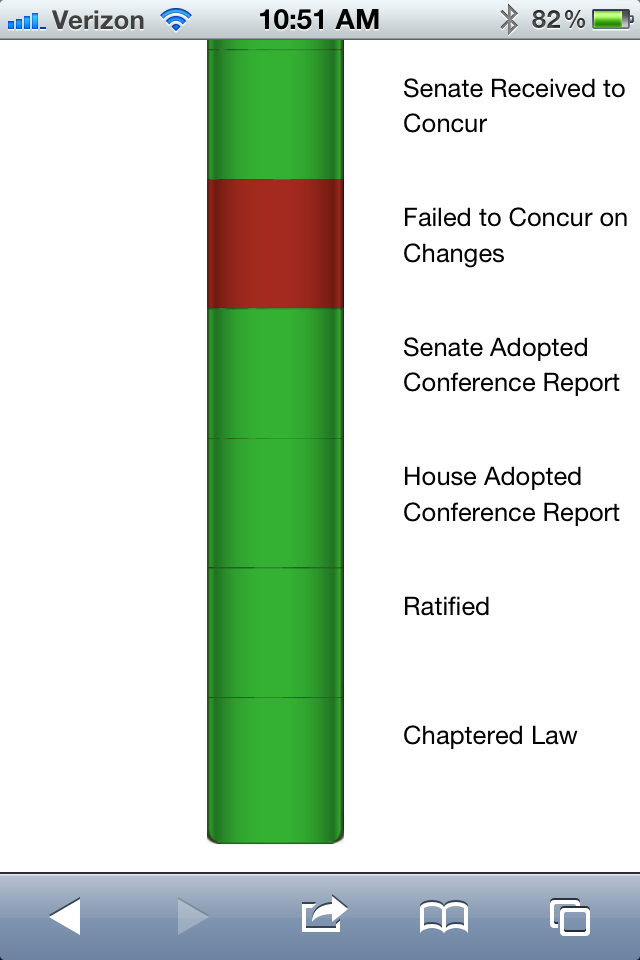 Verizon 10:51 AM 82%
Senate Received to
Concur
Failed to Concur on
Changes
Senate Adopted
Conference Report
House Adopted
Conference Report
Ratified
Chaptered Law